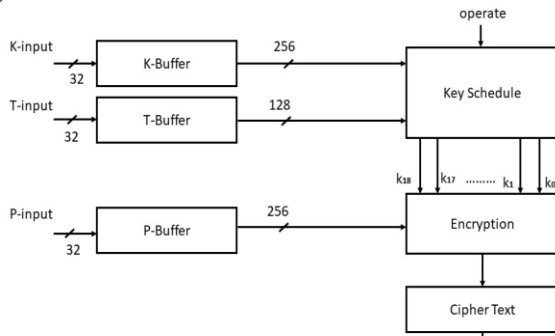 operate
K-input
32
K-Buffer
256
Key Schedule
T-input
32
T-Buffer
128
k18 k17 ......... k1 k0
P-input
32
P-Buffer
256
Encryption
Cipher Text